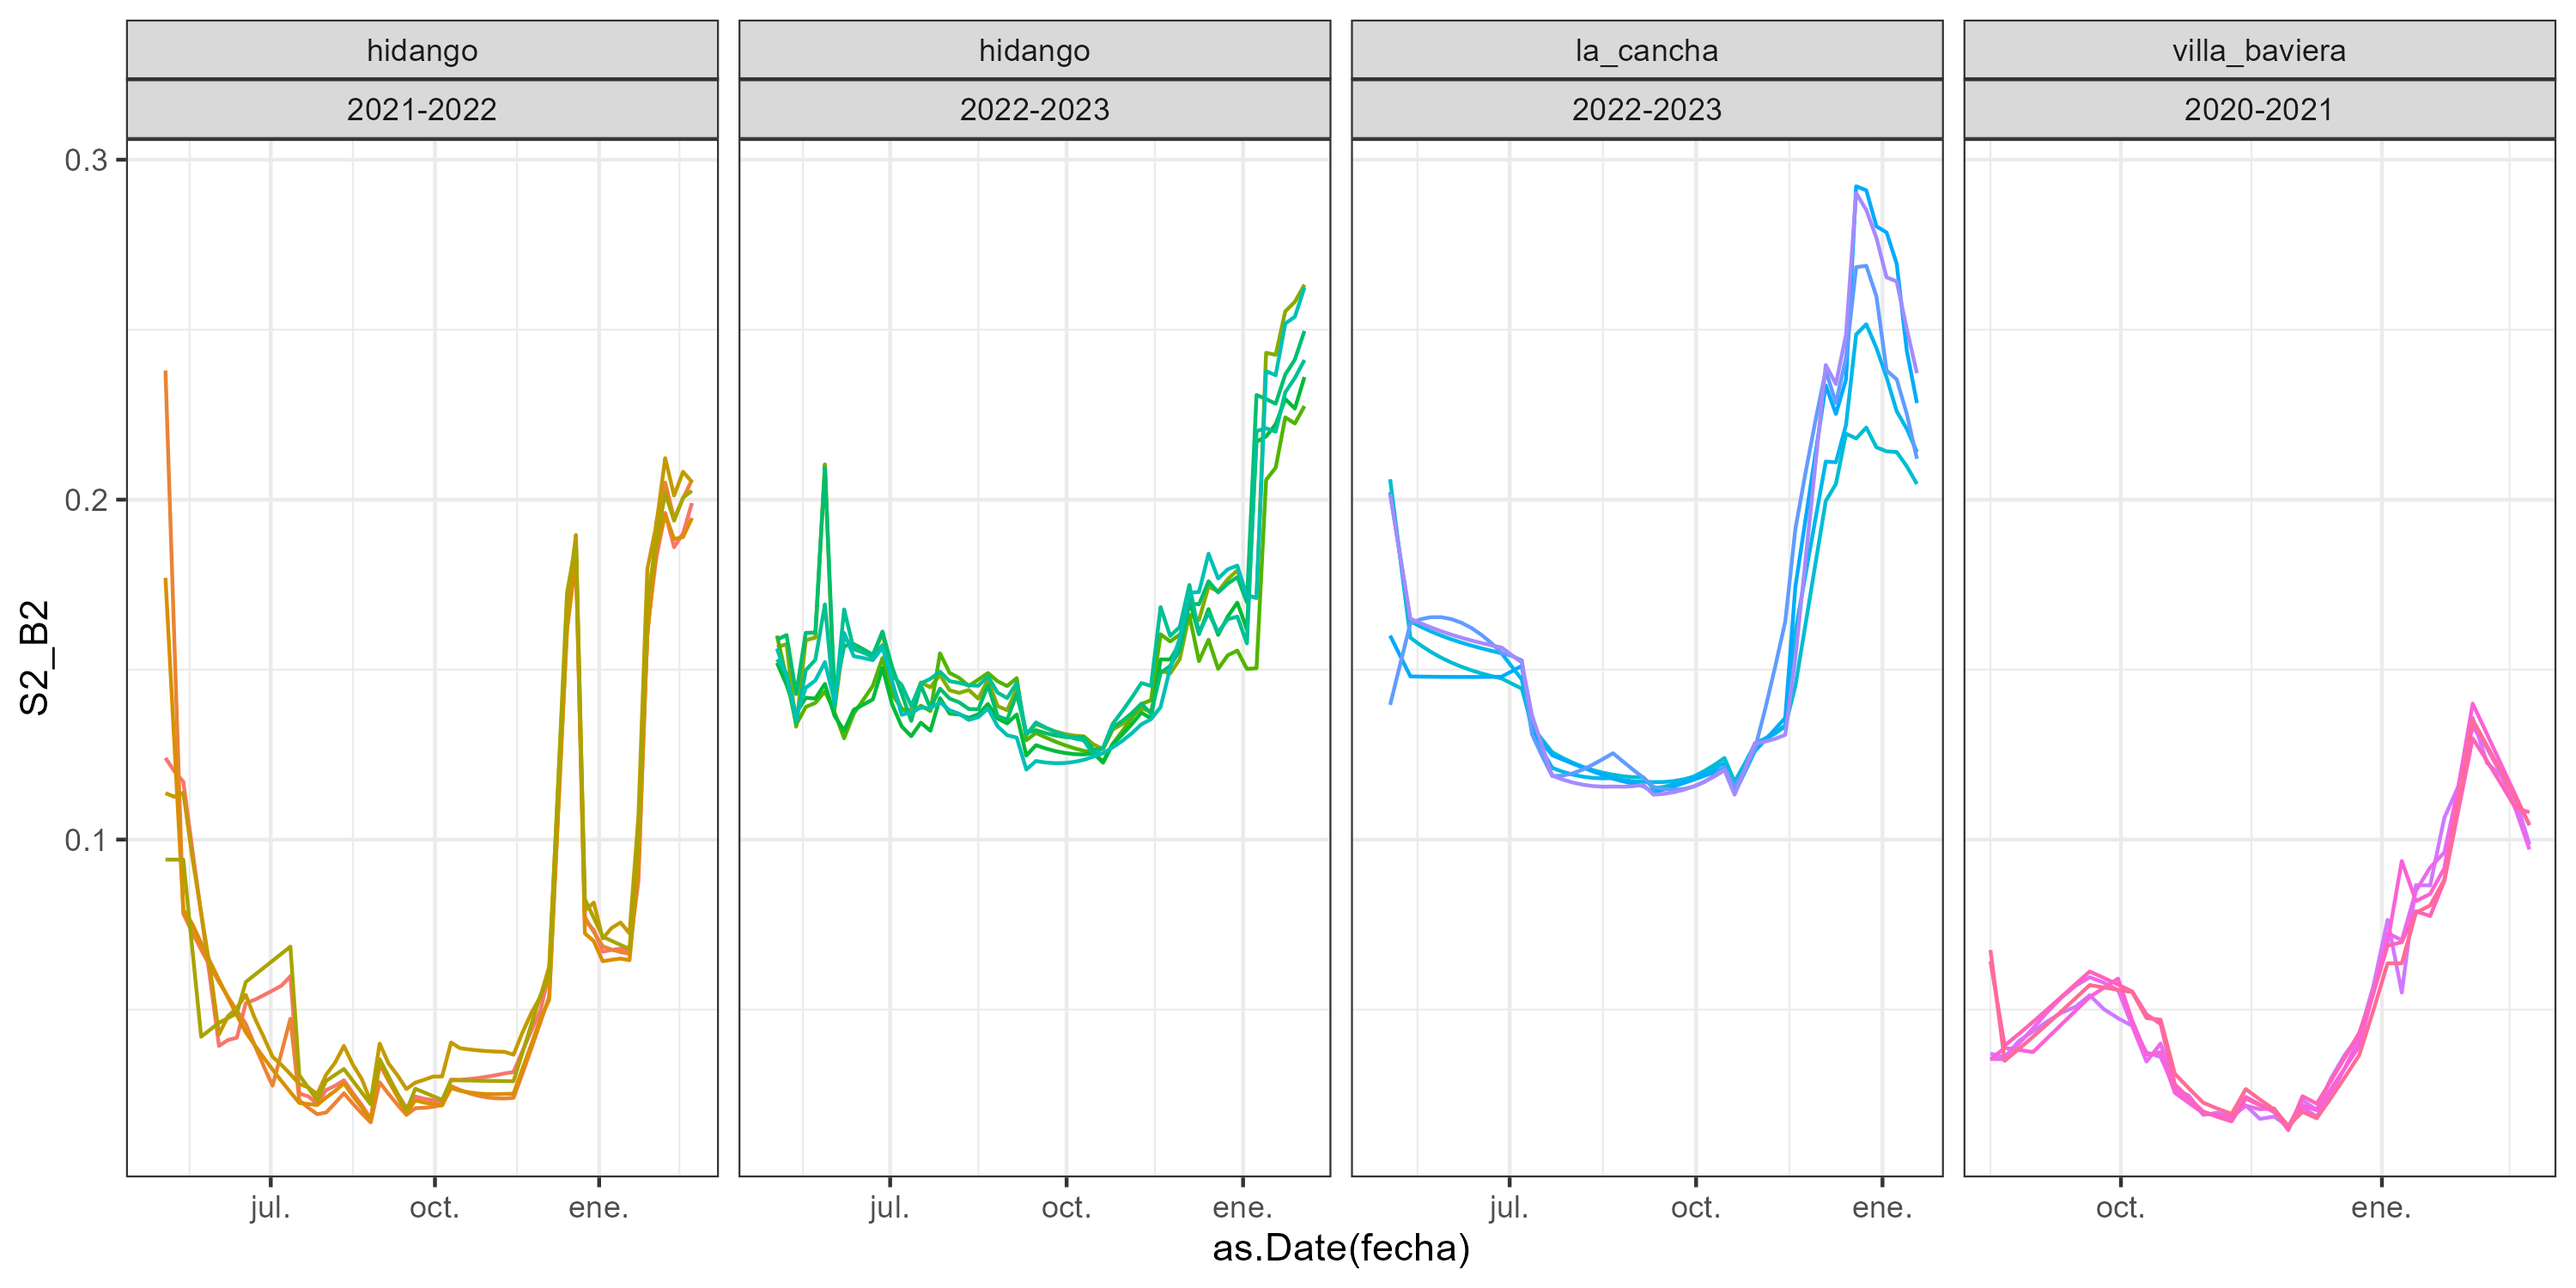 hidango hidango la_cancha villa_baviera
2021-2022 2022-2023 2022-2023 2020-2021
0.3
0.2
0.1
S2_B2
jul. oct. ene. jul. oct. ene. jul. oct. ene. oct. ene.
as.Date(fecha)